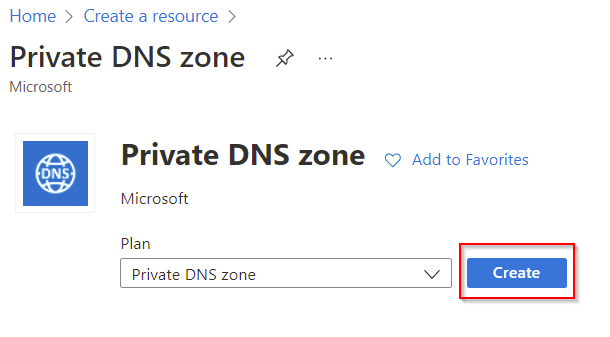 Home > Create a resource >
Private DNS zone ...
Microsoft
DNS
Private DNS zone Add to Favorites
Microsoft
Plan
Private DNS zone Create